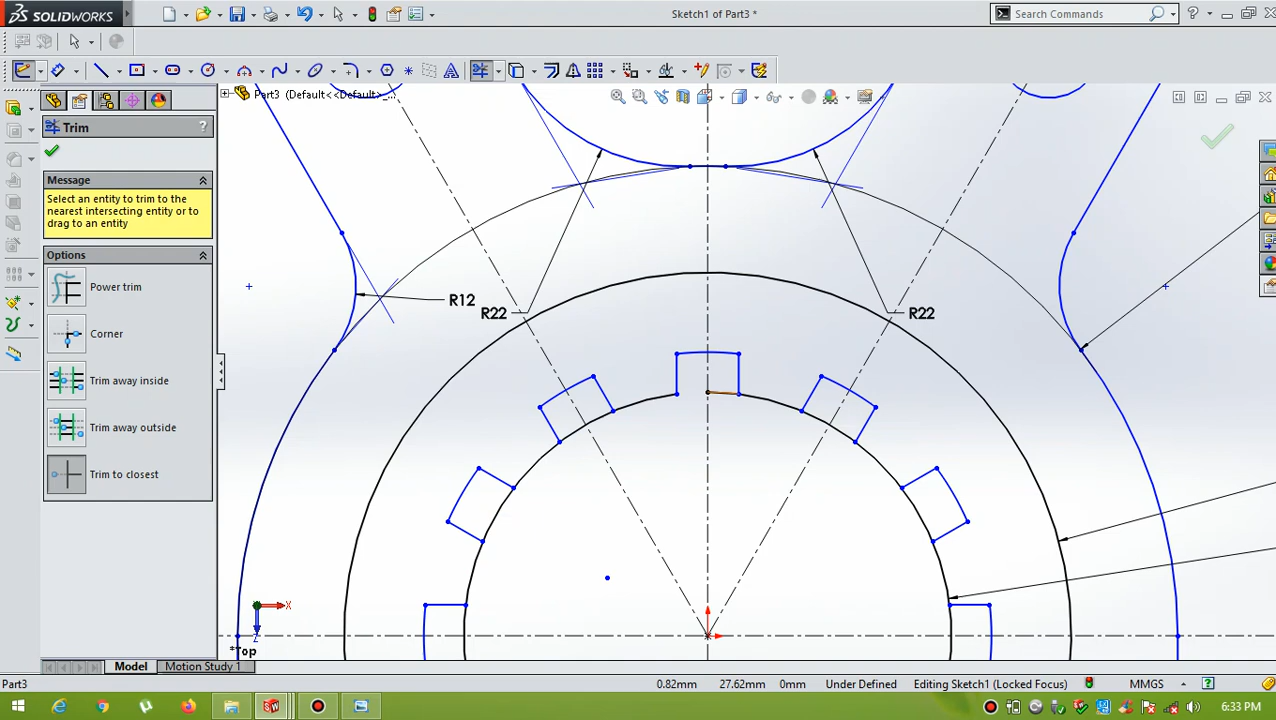 SOLIDWORKS
Sketch1 of Part3 *
Search Commands
Part3 (Default<<Default>_...
Trim
?
Message
Select an entity to trim to the
nearest intersecting entity or to
drag to an entity
Options
Power trim
Corner
Trim away inside
Trim away outside
Trim to closest
R12
R22
R22
X
Z
*Top
Model
Motion Study 1
Part3
0.82mm
27.62mm
0mm
Under Defined
Editing Sketch1 (Locked Focus)
MMGS
6:33 PM